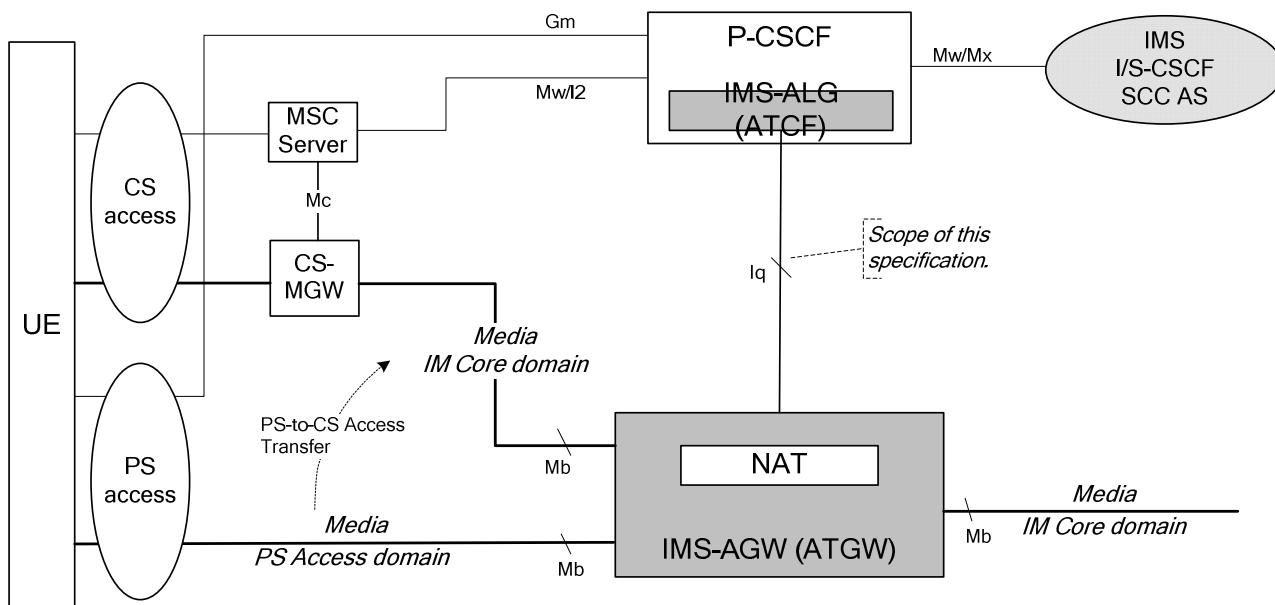 Gm
P-CSCF
IMS-ALG
(ATCF)
Mw/Mx
IMS
I/S-CSCF
SCC AS
Mw/I2
MSC
Server
CS
access
Mc
CS-
MGW
Scope of this
specification.
Iq
UE
Media
IM Core domain
PS-to-CS Access
Transfer
PS
access
Mb
NAT
Media
PS Access domain
Mb
IMS-AGW (ATGW)
Media
IM Core domain
Mb